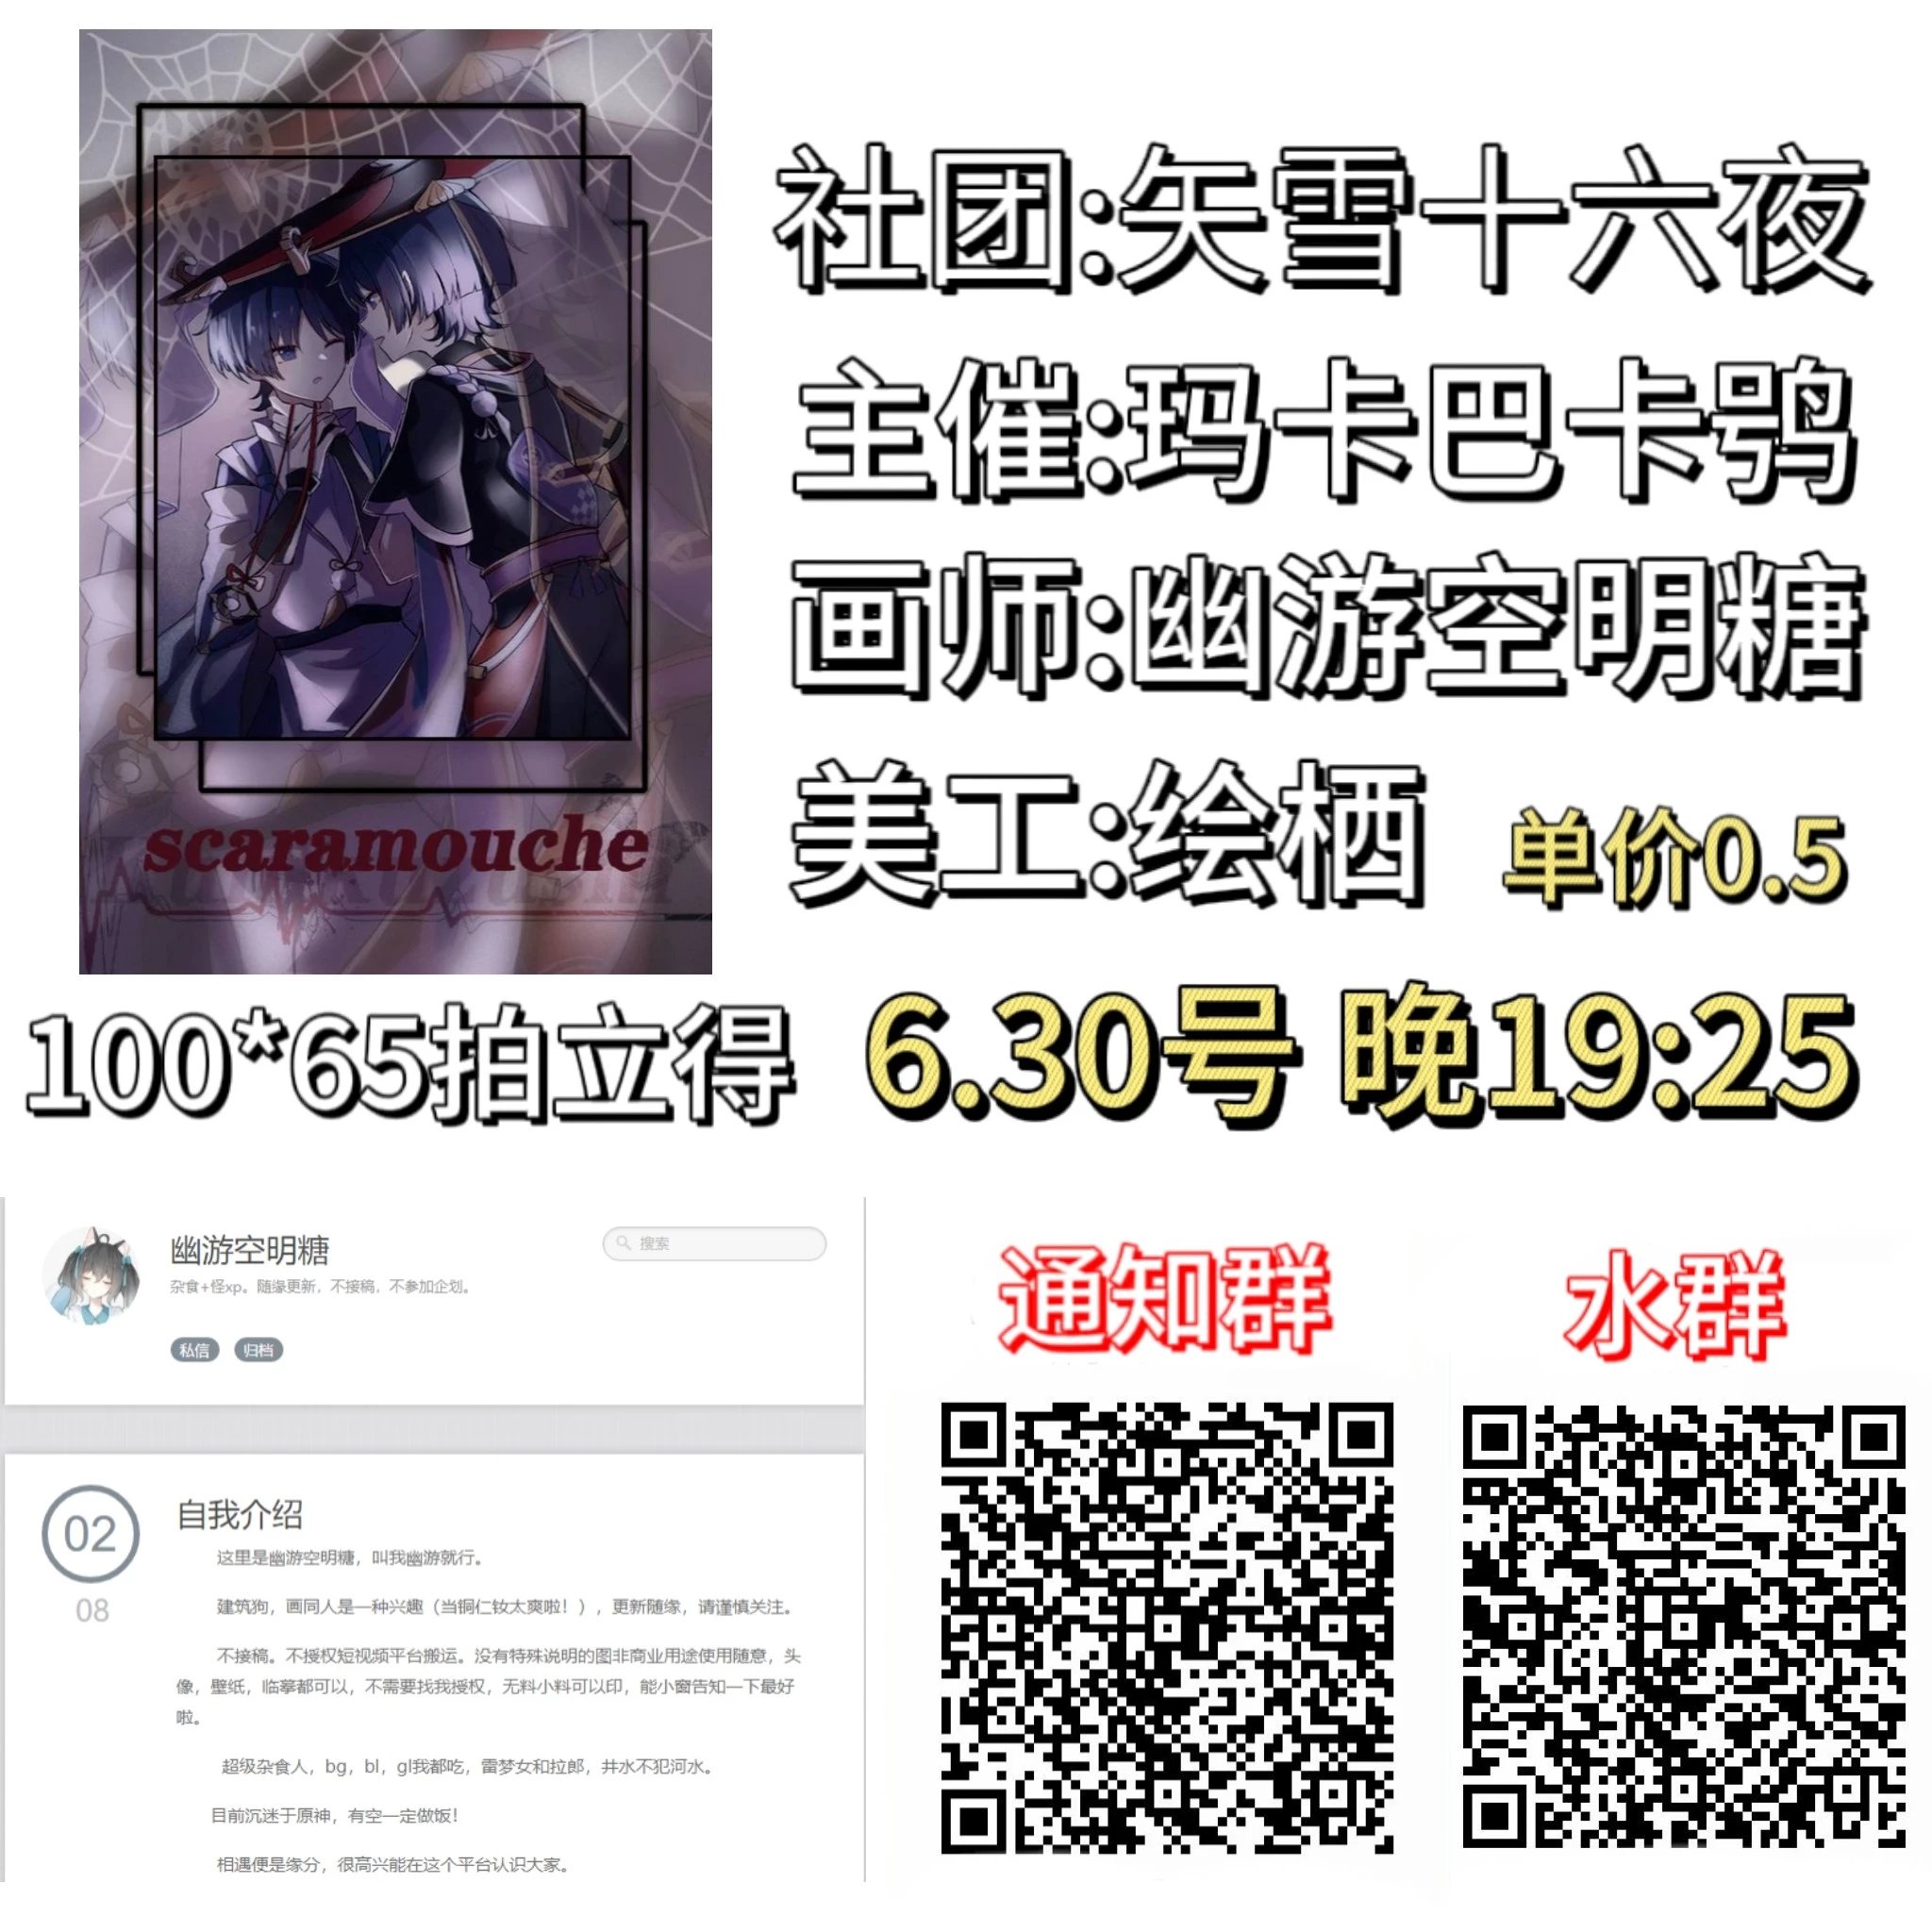 社团:矢雪十六夜
主催:玛卡巴卡鸮
画师:幽游空明糖
美工:绘栖
单价0.5
scaramouche
100*65拍立得
6.30号 晚19:25
幽游空明糖
搜索
杂食+怪xp。随缘更新，不接稿，不参加企划。
私信
归档
02
08
自我介绍
这里是幽游空明糖，叫我幽游就行。
建筑狗，画同人是一种兴趣（当铜仁钕太爽啦！），更新随缘，请谨慎关注。
不接稿。不授权短视频平台搬运。没有特殊说明的图非商业用途使用随意，头
像，壁纸，临摹都可以，不需要找我授权，无料小料可以印，能小窗告知一下最好
啦。
超级杂食人，bg，bl，gl我都吃，雷梦女和拉郎，井水不犯河水。
目前沉迷于原神，有空一定做饭！
相遇便是缘分，很高兴能在这个平台认识大家。
通知群
水群